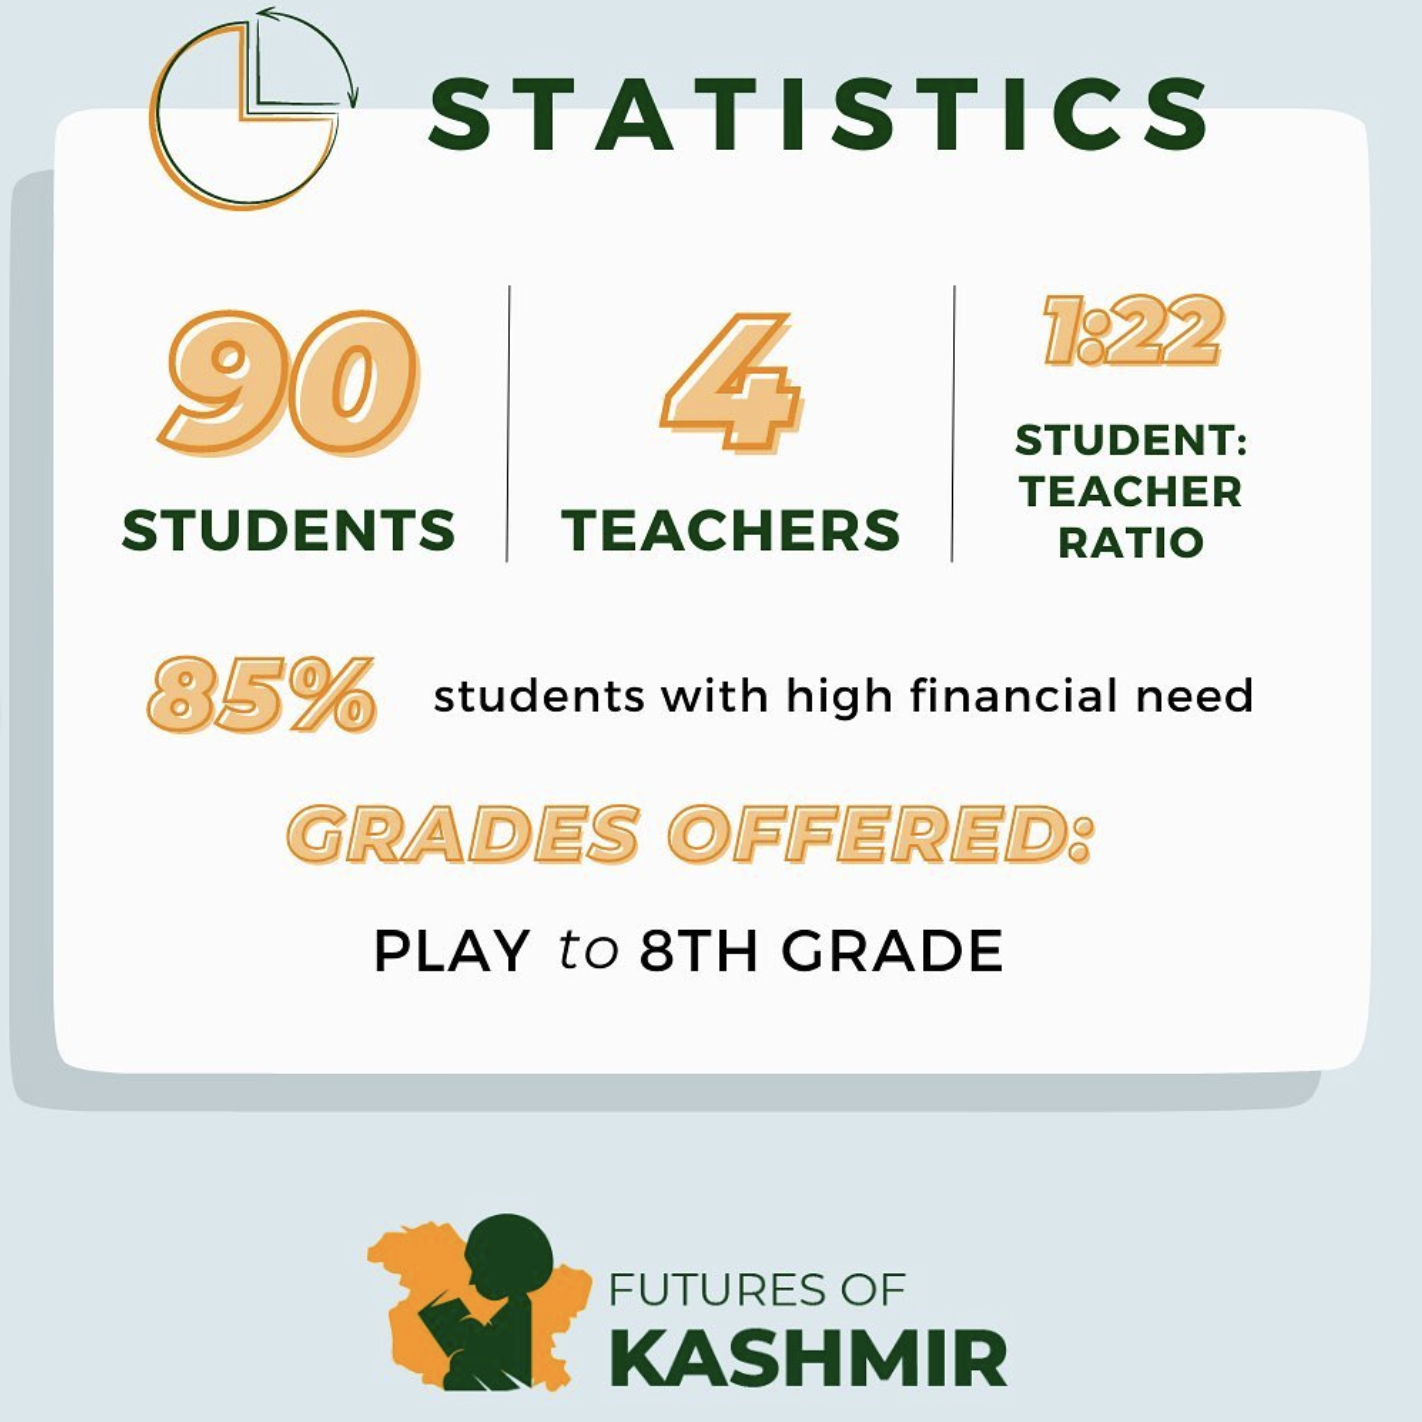 STATISTICS
90
STUDENTS
4
TEACHERS
1:22
STUDENT:
TEACHER
RATIO
85% students with high financial need
GRADES OFFERED:
PLAY to 8TH GRADE
FUTURES OF
KASHMIR